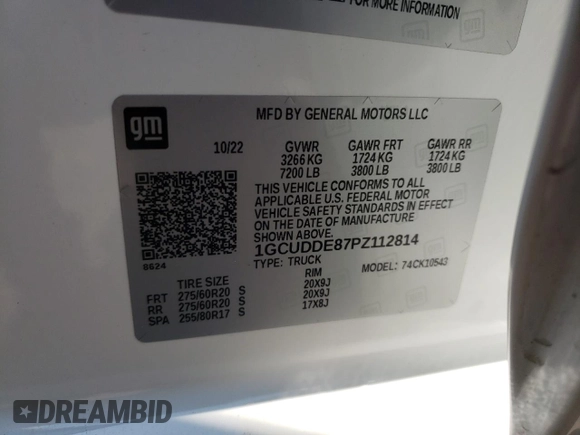 FOR MORE INFORMATION
gm
MFD BY GENERAL MOTORS LLC
10/22 GVWR GAWR FRT GAWR RR
3266 KG 1724 KG 1724 KG
7200 LB 3800 LB 3800 LB
THIS VEHICLE CONFORMS TO ALL
APPLICABLE U.S. FEDERAL MOTOR
VEHICLE SAFETY STANDARDS IN EFFECT
ON THE DATE OF MANUFACTURE
SHOWN ABOVE.
1GCUDDE87PZ112814
8624
TYPE: TRUCK MODEL: 74CK10543
TIRE SIZE RIM
FRT 275/60R20 S 20X9J
RR 275/60R20 S 20X9J
SPA 255/80R17 S 17X8J
DREAMBID